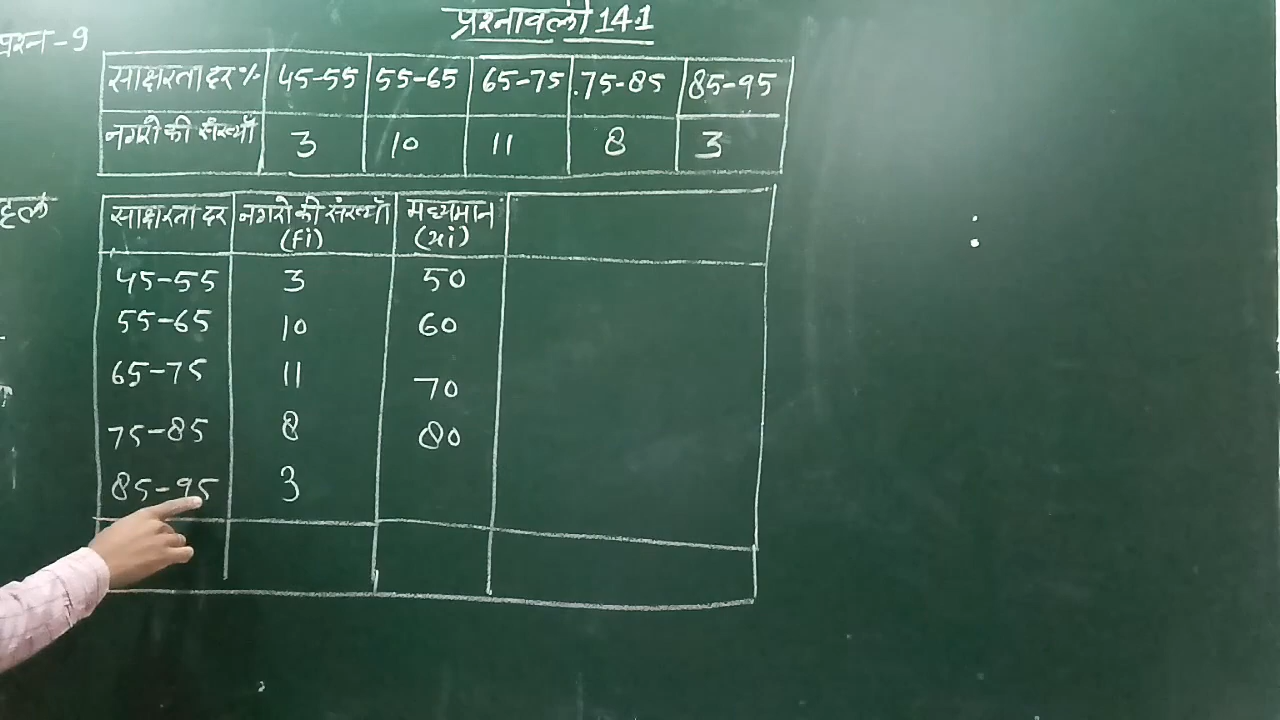 प्रश्नावली 14.1
प्रश्न-9
साक्षरता दर % 45-55 55-65 65-75 75-85 85-95
नगरो की संख्याँ 3 10 11 8 3
साक्षरता दर नगरो की संख्याँ (fi) मध्यमान (xi)
45-55 3 50
55-65 10 60
65-75 11 70
75-85 8 80
85-95 3